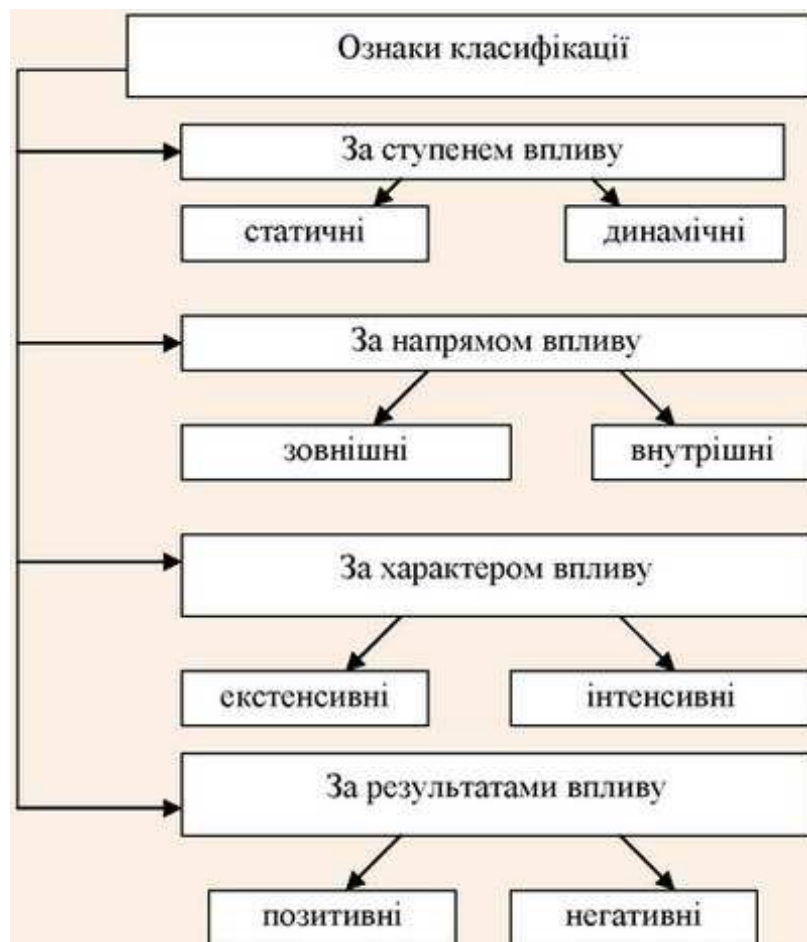 Ознаки класифікації
За ступенем впливу
статичні
динамічні
За напрямом впливу
зовнішні
внутрішні
За характером впливу
екстенсивні
інтенсивні
За результатами впливу
позитивні
негативні